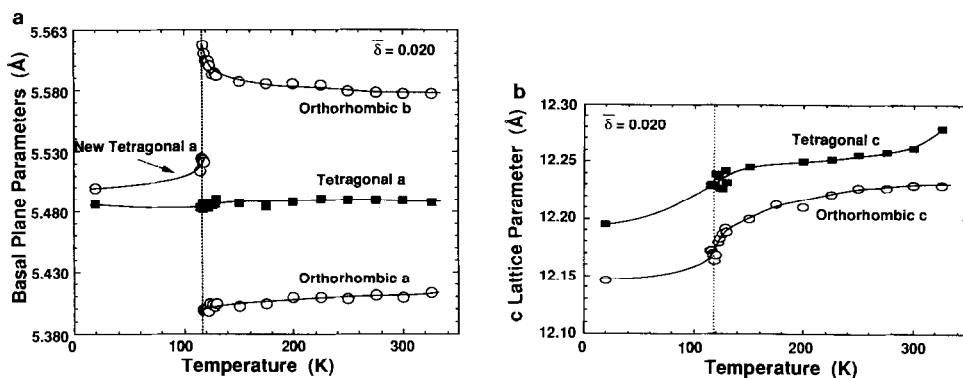 a
5.563
5.580
5.530
5.480
5.430
5.380
Basal Plane Parameters (Å)
δ̄ = 0.020
Orthorhombic b
New Tetragonal a
Tetragonal a
Orthorhombic a
0 100 200 300
Temperature (K)
b
12.30
12.25
12.20
12.15
12.10
c Lattice Parameter (Å)
δ̄ = 0.020
Tetragonal c
Orthorhombic c
0 100 200 300
Temperature (K)